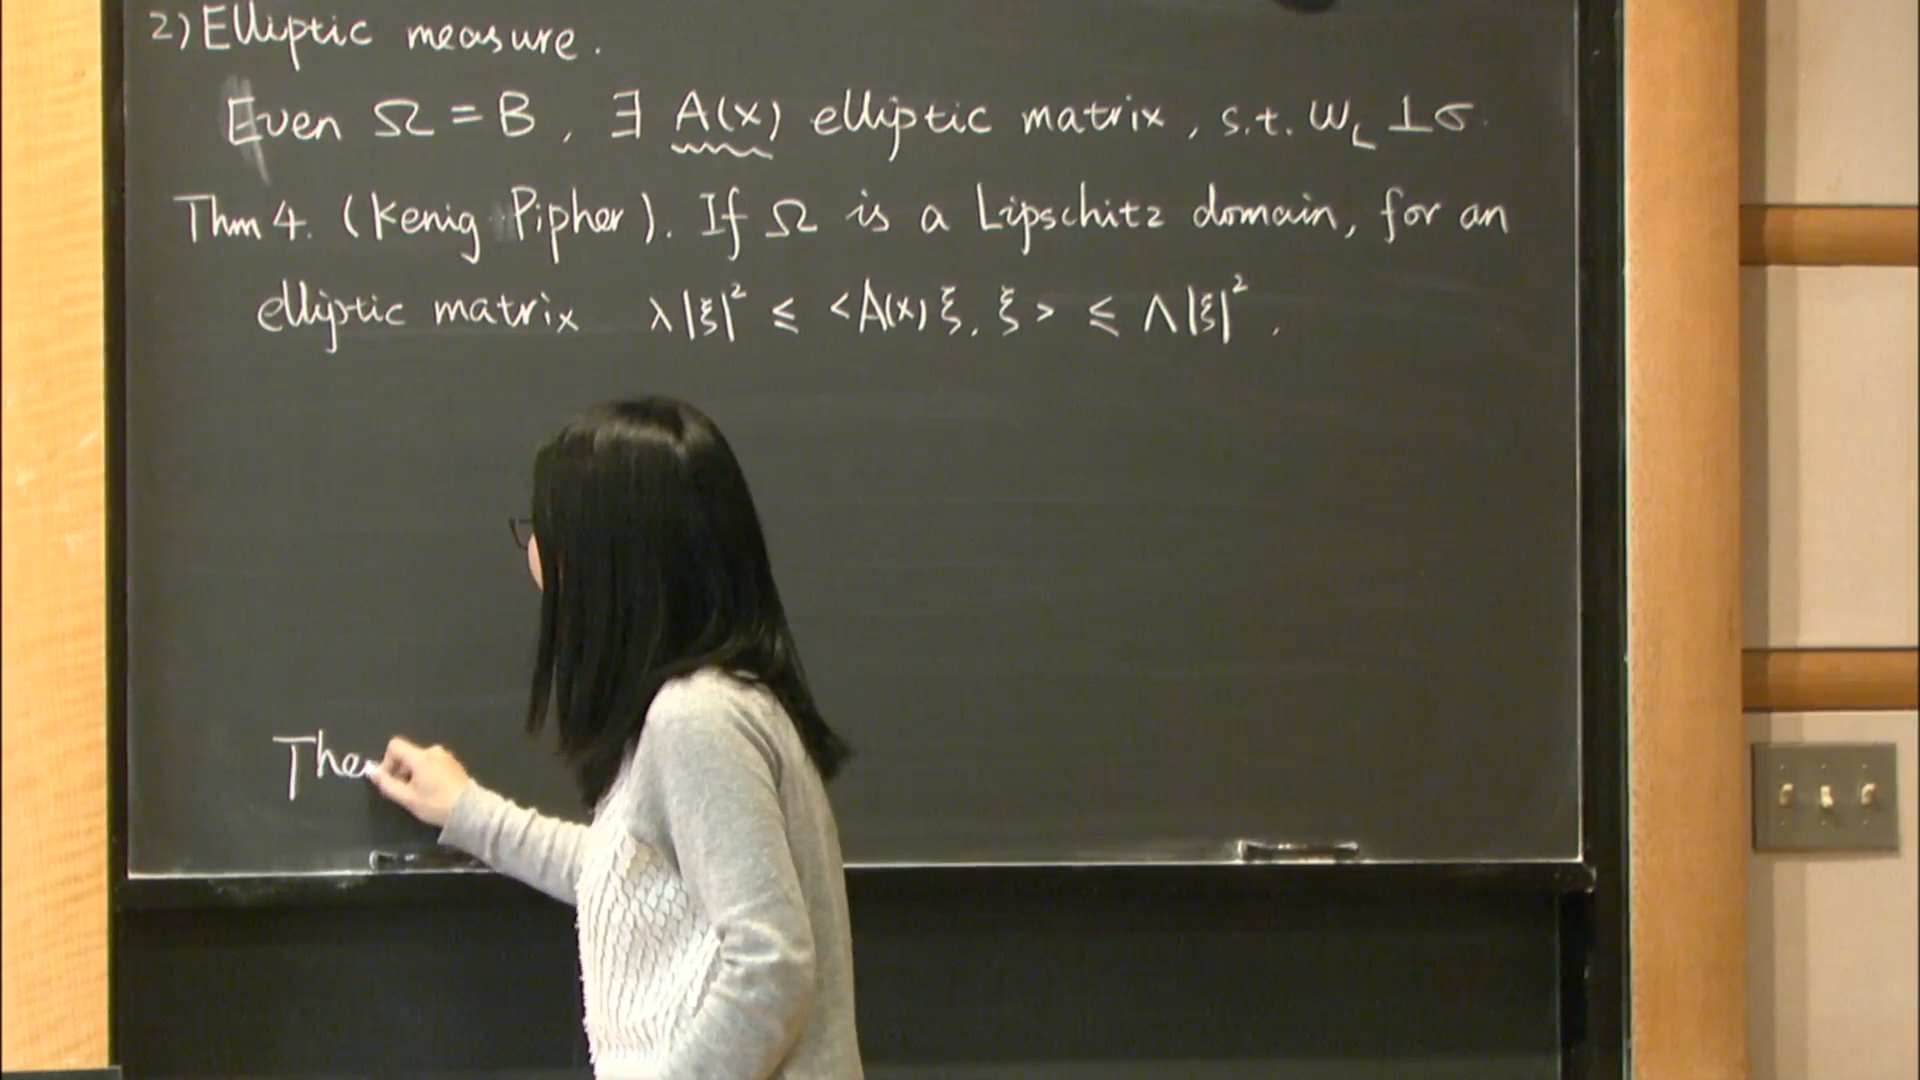 2) Elliptic measure.
Even Ω = B, ∃ A(x) elliptic matrix, s.t. ω_L ⊥ σ.
Thm 4. (Kenig Pipher). If Ω is a Lipschitz domain, for an
elliptic matrix λ|ξ|² ≤ <A(x)ξ, ξ> ≤ Λ|ξ|²,
The